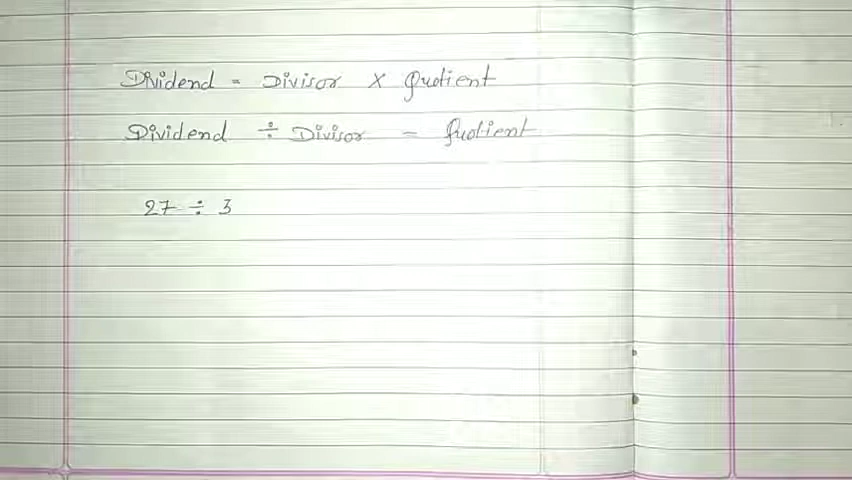 Dividend = Divisor × Quotient
Dividend ÷ Divisor = Quotient
27 ÷ 3